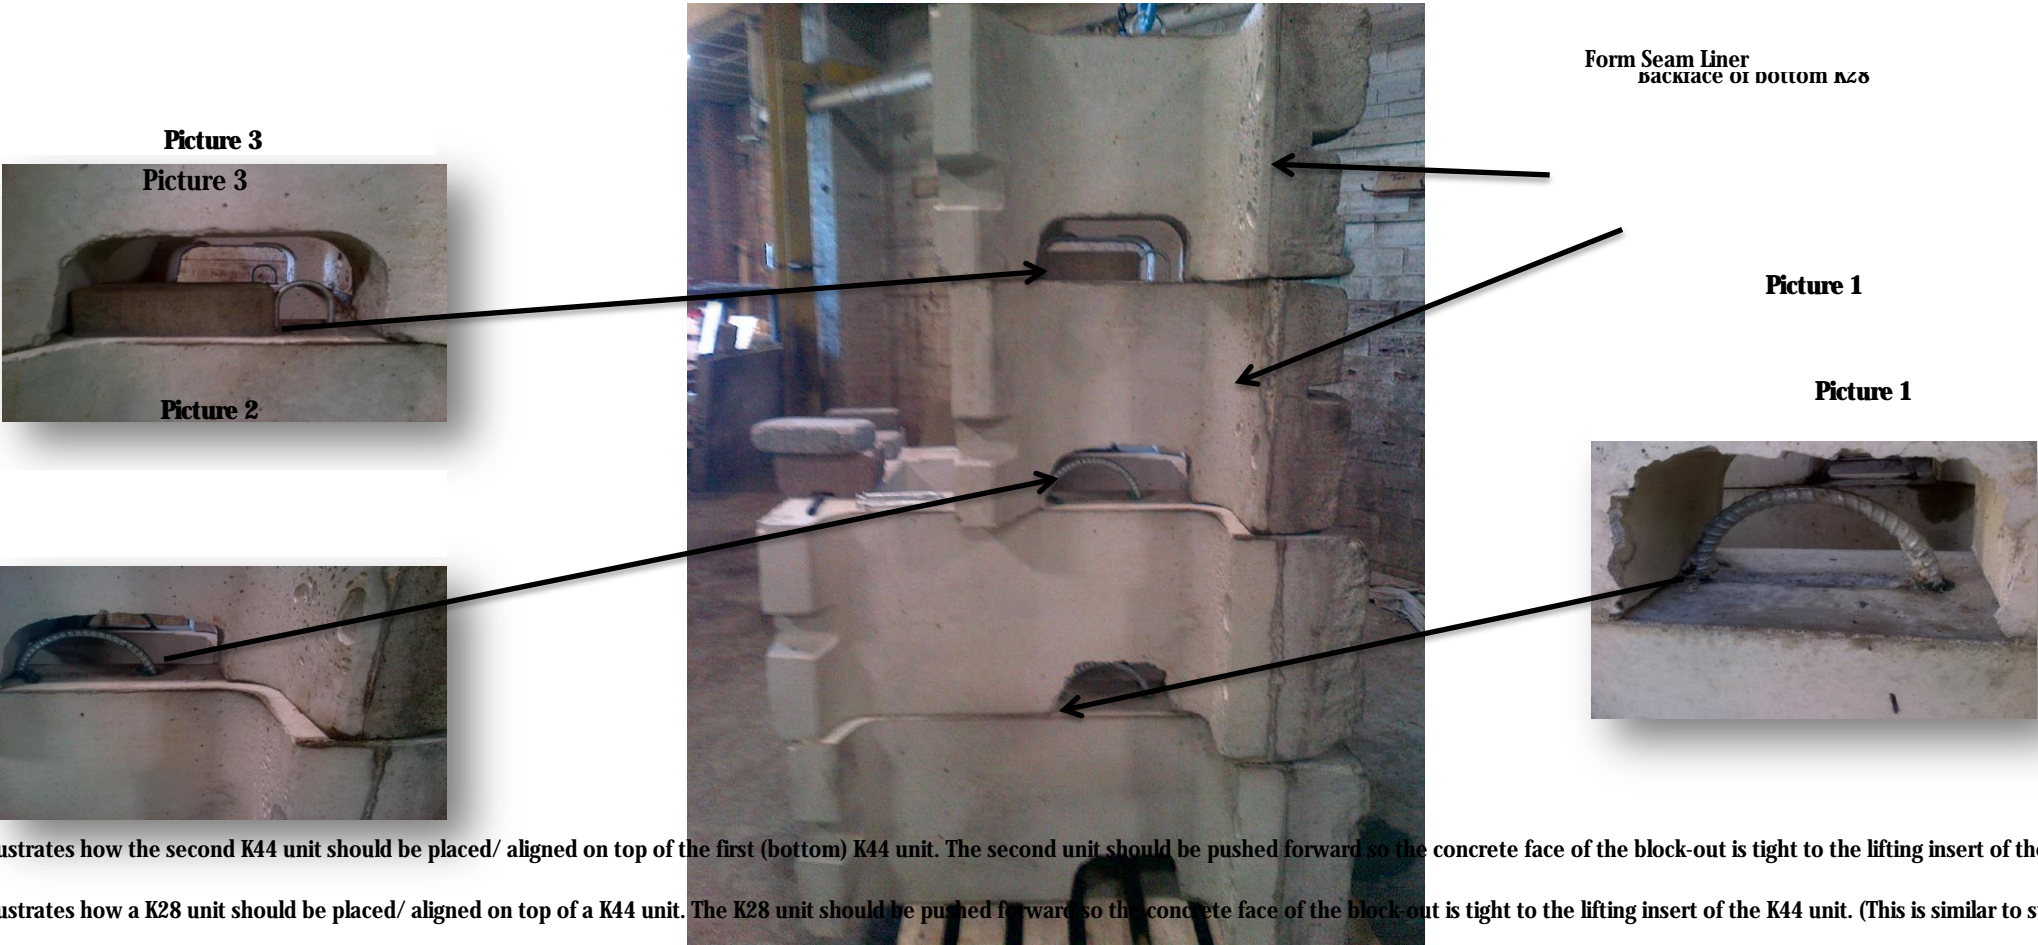 Form Seam Liner
Backface of bottom K28
Picture 3
Picture 3
Picture 1
Picture 1
Picture 2
ustrates how the second K44 unit should be placed/ aligned on top of the first (bottom) K44 unit. The second unit should be pushed forward so the concrete face of the block-out is tight to the lifting insert of the
ustrates how a K28 unit should be placed/ aligned on top of a K44 unit. The K28 unit should be pushed forward so the concrete face of the block-out is tight to the lifting insert of the K44 unit. (This is similar to s